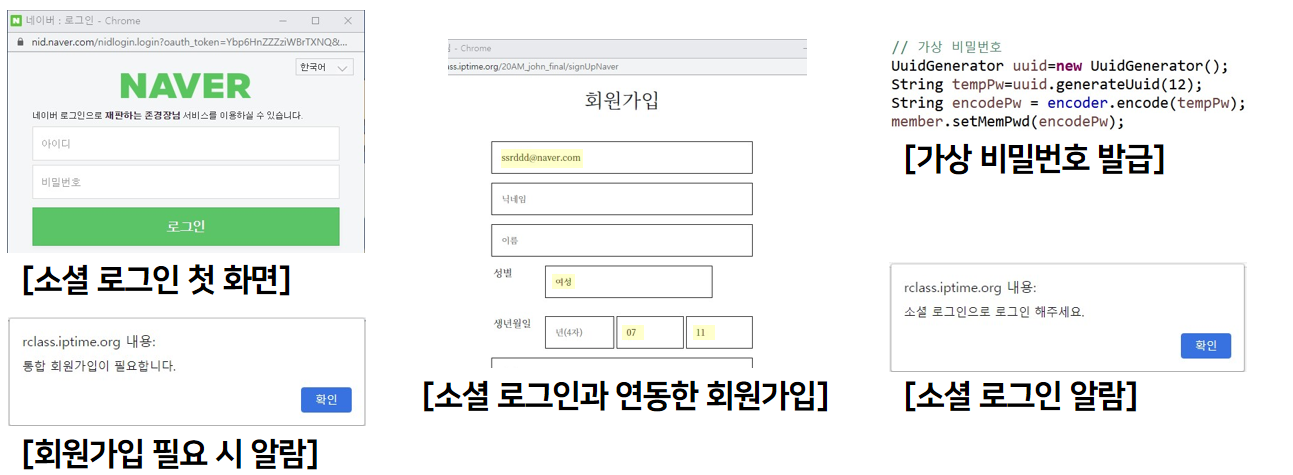 네이버 : 로그인 - Chrome
nid.naver.com/nidlogin.login?oauth_token=Ybp6HnZZZziWBrTXNQ&...
한국어
NAVER
네이버 로그인으로 재판하는 존경장님 서비스를 이용하실 수 있습니다.
아이디
비밀번호
로그인
[소셜 로그인 첫 화면]
rclass.iptime.org 내용:
통합 회원가입이 필요합니다.
확인
[회원가입 필요 시 알람]
- Chrome
ass.iptime.org/20AM_john_final/signUpNaver
회원가입
ssrddd@naver.com
닉네임
이름
성별
여성
생년월일
년(4자)
07
11
[소셜 로그인과 연동한 회원가입]
// 가상 비밀번호
UuidGenerator uuid=new UuidGenerator();
String tempPw=uuid.generateUuid(12);
String encodePw = encoder.encode(tempPw);
member.setMemPwd(encodePw);
[가상 비밀번호 발급]
rclass.iptime.org 내용:
소셜 로그인으로 로그인 해주세요.
확인
[소셜 로그인 알람]